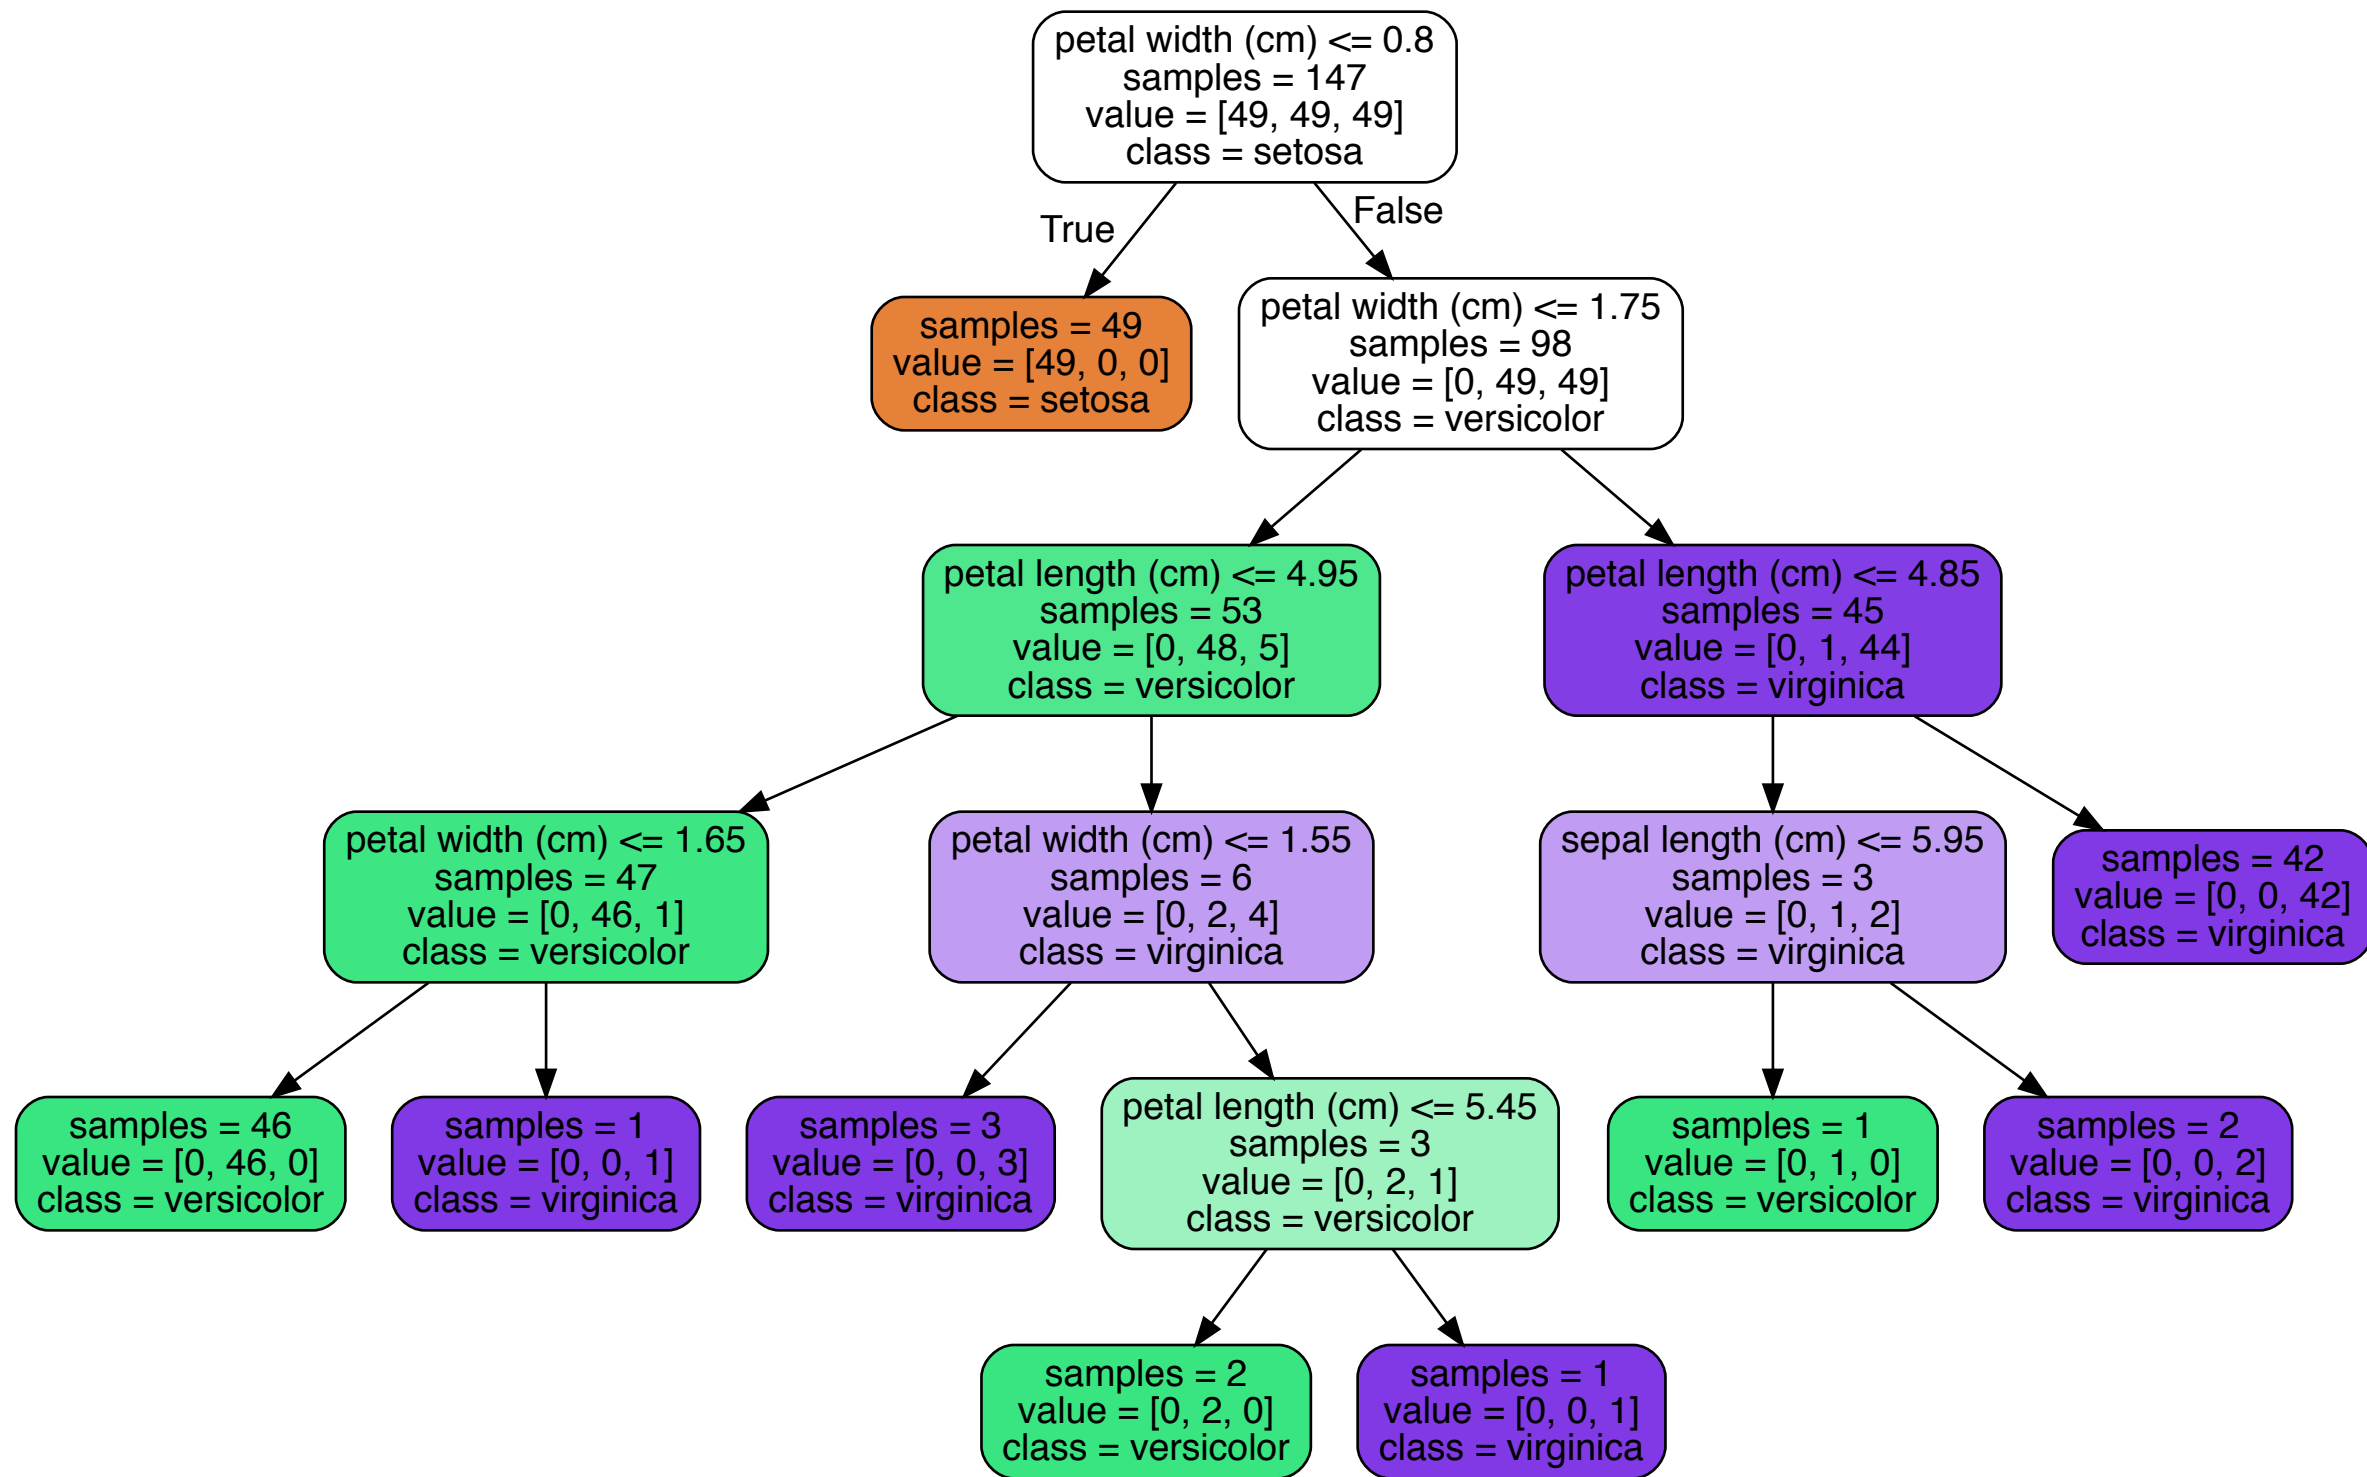 petal width (cm) <= 0.8
samples = 147
value = [49, 49, 49]
class = setosa
True
False
samples = 49
value = [49, 0, 0]
class = setosa
petal width (cm) <= 1.75
samples = 98
value = [0, 49, 49]
class = versicolor
petal length (cm) <= 4.95
samples = 53
value = [0, 48, 5]
class = versicolor
petal length (cm) <= 4.85
samples = 45
value = [0, 1, 44]
class = virginica
petal width (cm) <= 1.65
samples = 47
value = [0, 46, 1]
class = versicolor
petal width (cm) <= 1.55
samples = 6
value = [0, 2, 4]
class = virginica
sepal length (cm) <= 5.95
samples = 3
value = [0, 1, 2]
class = virginica
samples = 42
value = [0, 0, 42]
class = virginica
samples = 46
value = [0, 46, 0]
class = versicolor
samples = 1
value = [0, 0, 1]
class = virginica
samples = 3
value = [0, 0, 3]
class = virginica
petal length (cm) <= 5.45
samples = 3
value = [0, 2, 1]
class = versicolor
samples = 1
value = [0, 1, 0]
class = versicolor
samples = 2
value = [0, 0, 2]
class = virginica
samples = 2
value = [0, 2, 0]
class = versicolor
samples = 1
value = [0, 0, 1]
class = virginica